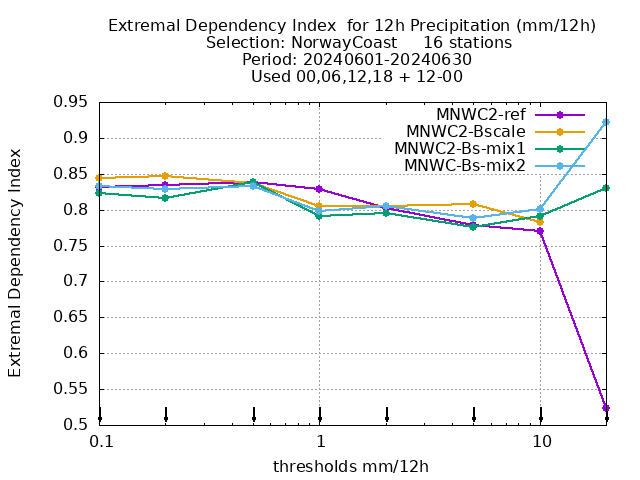 Extremal Dependency Index  for 12h Precipitation (mm/12h)
Selection: NorwayCoast     16 stations
Period: 20240601-20240630
Used 00,06,12,18 + 12-00
MNWC2-ref
MNWC2-Bscale
MNWC2-Bs-mix1
MNWC-Bs-mix2
Extremal Dependency Index
0.95
0.9
0.85
0.8
0.75
0.7
0.65
0.6
0.55
0.5
0.1
1
10
thresholds mm/12h